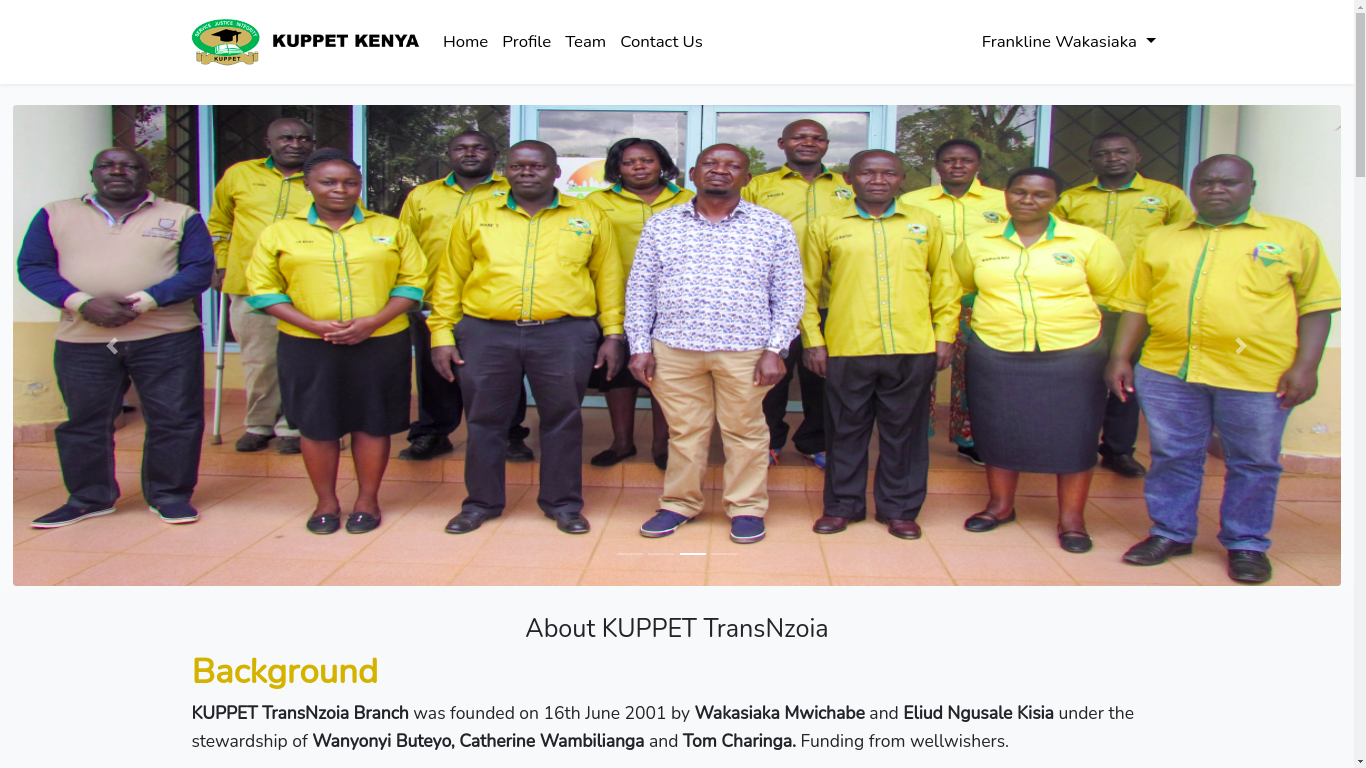 SERVICE JUSTICE INTEGRITY
KUPPET
KUPPET KENYA
Home Profile Team Contact Us
Frankline Wakasiaka
About KUPPET TransNzoia
Background
KUPPET TransNzoia Branch was founded on 16th June 2001 by Wakasiaka Mwichabe and Eliud Ngusale Kisia under the
stewardship of Wanyonyi Buteyo, Catherine Wambilianga and Tom Charinga. Funding from wellwishers.